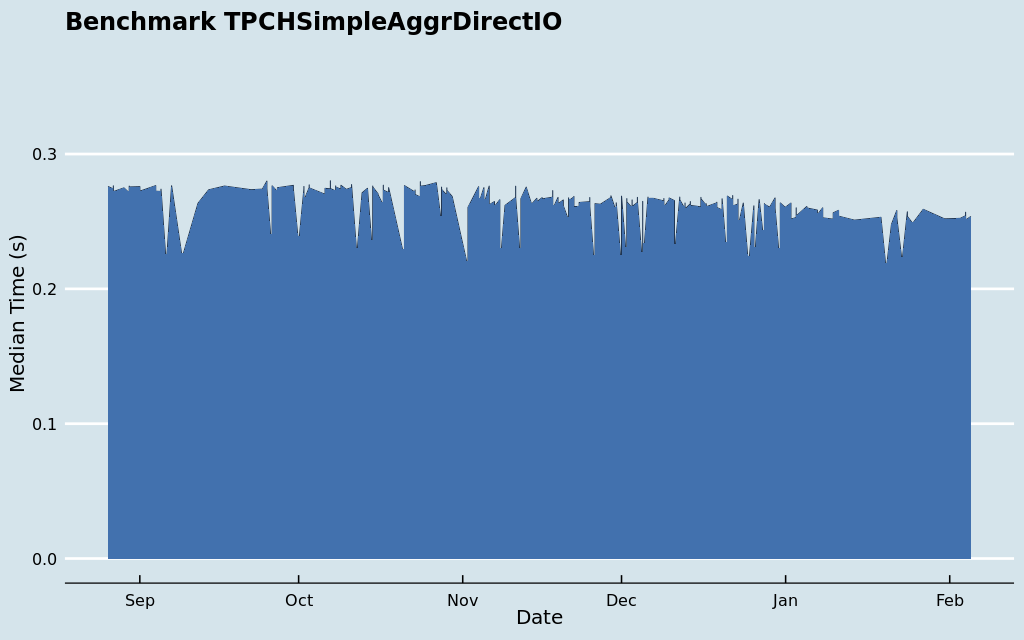 Benchmark TPCHSimpleAggrDirectIO
Median Time (s)
0.3
0.2
0.1
0.0
Sep Oct Nov Dec Jan Feb
Date